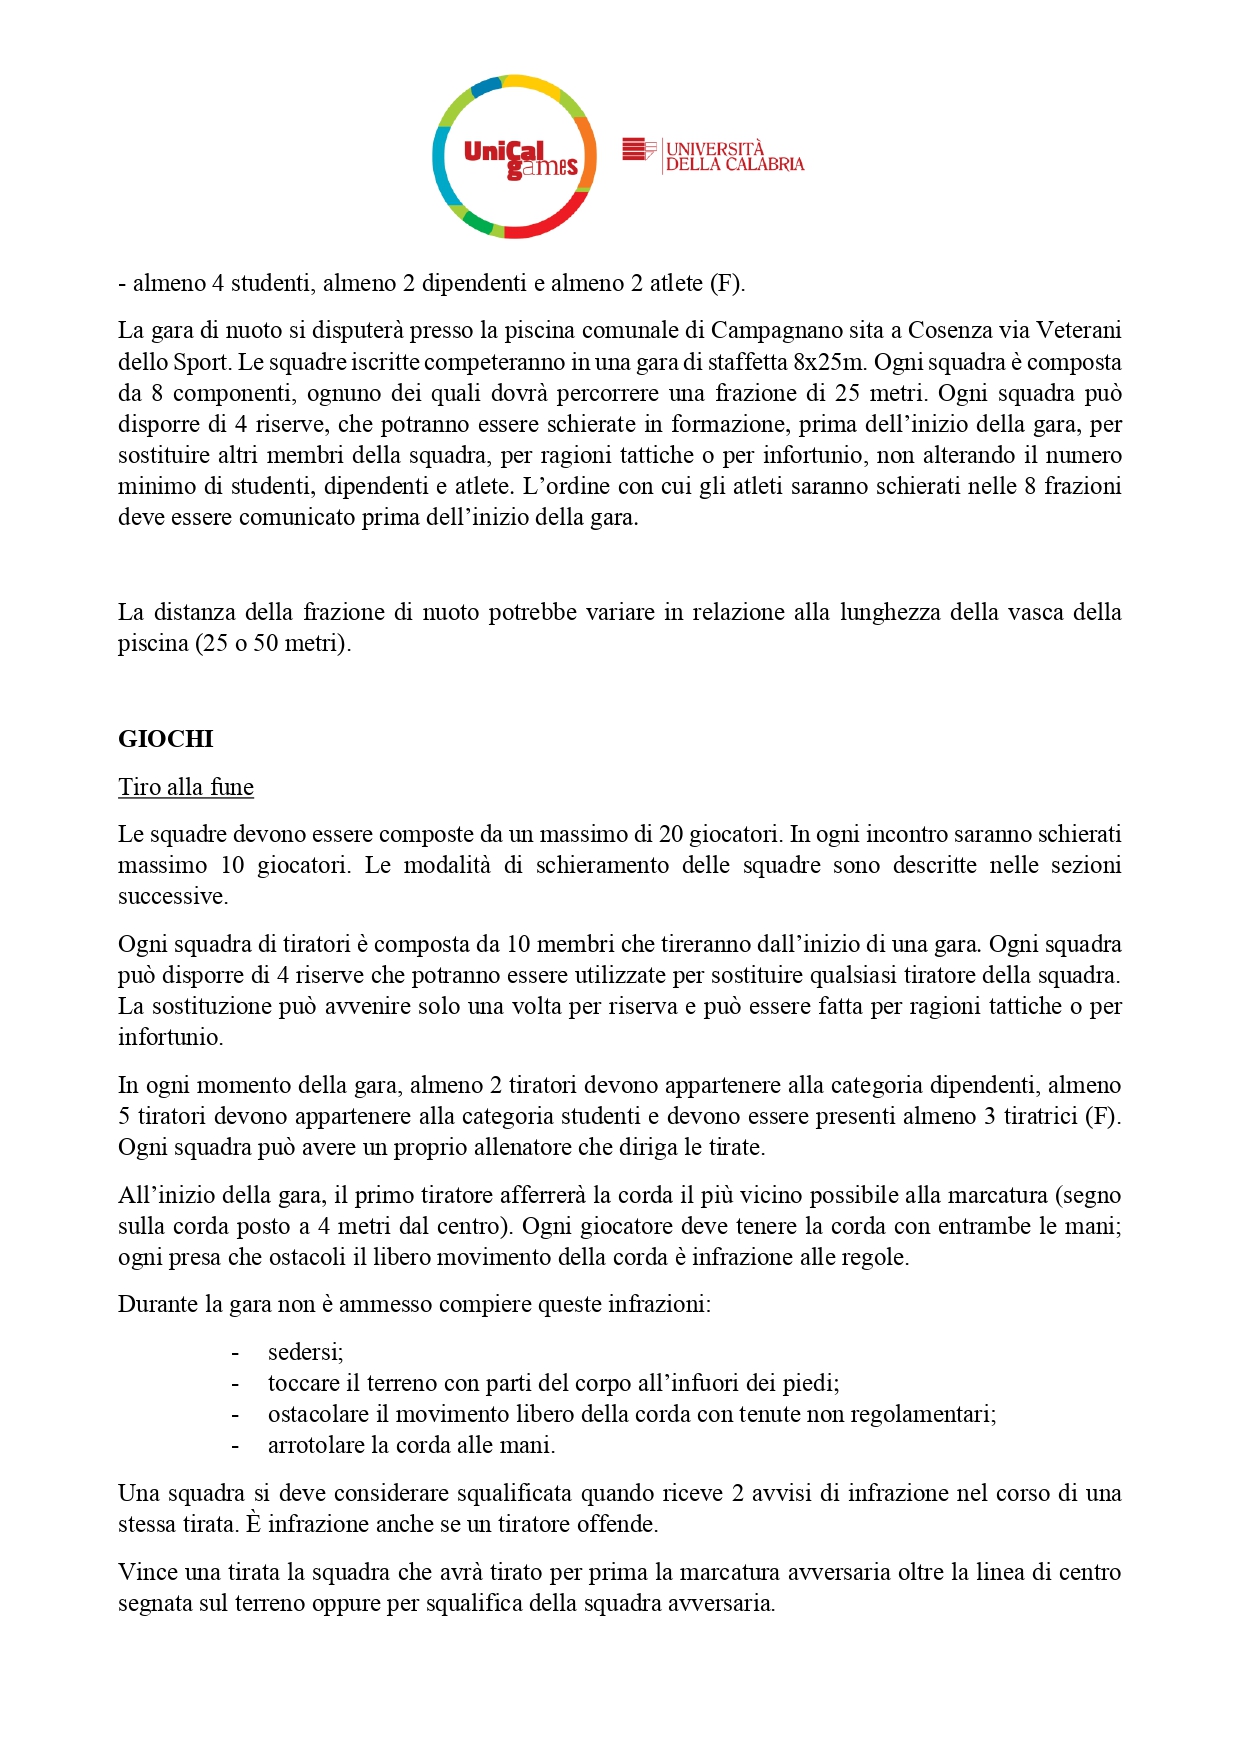 UniCal
games
UNIVERSITÀ
DELLA CALABRIA
- almeno 4 studenti, almeno 2 dipendenti e almeno 2 atlete (F).
La gara di nuoto si disputerà presso la piscina comunale di Campagnano sita a Cosenza via Veterani
dello Sport. Le squadre iscritte competeranno in una gara di staffetta 8x25m. Ogni squadra è composta
da 8 componenti, ognuno dei quali dovrà percorrere una frazione di 25 metri. Ogni squadra può
disporre di 4 riserve, che potranno essere schierate in formazione, prima dell’inizio della gara, per
sostituire altri membri della squadra, per ragioni tattiche o per infortunio, non alterando il numero
minimo di studenti, dipendenti e atlete. L’ordine con cui gli atleti saranno schierati nelle 8 frazioni
deve essere comunicato prima dell’inizio della gara.
La distanza della frazione di nuoto potrebbe variare in relazione alla lunghezza della vasca della
piscina (25 o 50 metri).
GIOCHI
Tiro alla fune
Le squadre devono essere composte da un massimo di 20 giocatori. In ogni incontro saranno schierati
massimo 10 giocatori. Le modalità di schieramento delle squadre sono descritte nelle sezioni
successive.
Ogni squadra di tiratori è composta da 10 membri che tireranno dall’inizio di una gara. Ogni squadra
può disporre di 4 riserve che potranno essere utilizzate per sostituire qualsiasi tiratore della squadra.
La sostituzione può avvenire solo una volta per riserva e può essere fatta per ragioni tattiche o per
infortunio.
In ogni momento della gara, almeno 2 tiratori devono appartenere alla categoria dipendenti, almeno
5 tiratori devono appartenere alla categoria studenti e devono essere presenti almeno 3 tiratrici (F).
Ogni squadra può avere un proprio allenatore che diriga le tirate.
All’inizio della gara, il primo tiratore afferrerà la corda il più vicino possibile alla marcatura (segno
sulla corda posto a 4 metri dal centro). Ogni giocatore deve tenere la corda con entrambe le mani;
ogni presa che ostacoli il libero movimento della corda è infrazione alle regole.
Durante la gara non è ammesso compiere queste infrazioni:
- sedersi;
- toccare il terreno con parti del corpo all’infuori dei piedi;
- ostacolare il movimento libero della corda con tenute non regolamentari;
- arrotolare la corda alle mani.
Una squadra si deve considerare squalificata quando riceve 2 avvisi di infrazione nel corso di una
stessa tirata. È infrazione anche se un tiratore offende.
Vince una tirata la squadra che avrà tirato per prima la marcatura avversaria oltre la linea di centro
segnata sul terreno oppure per squalifica della squadra avversaria.